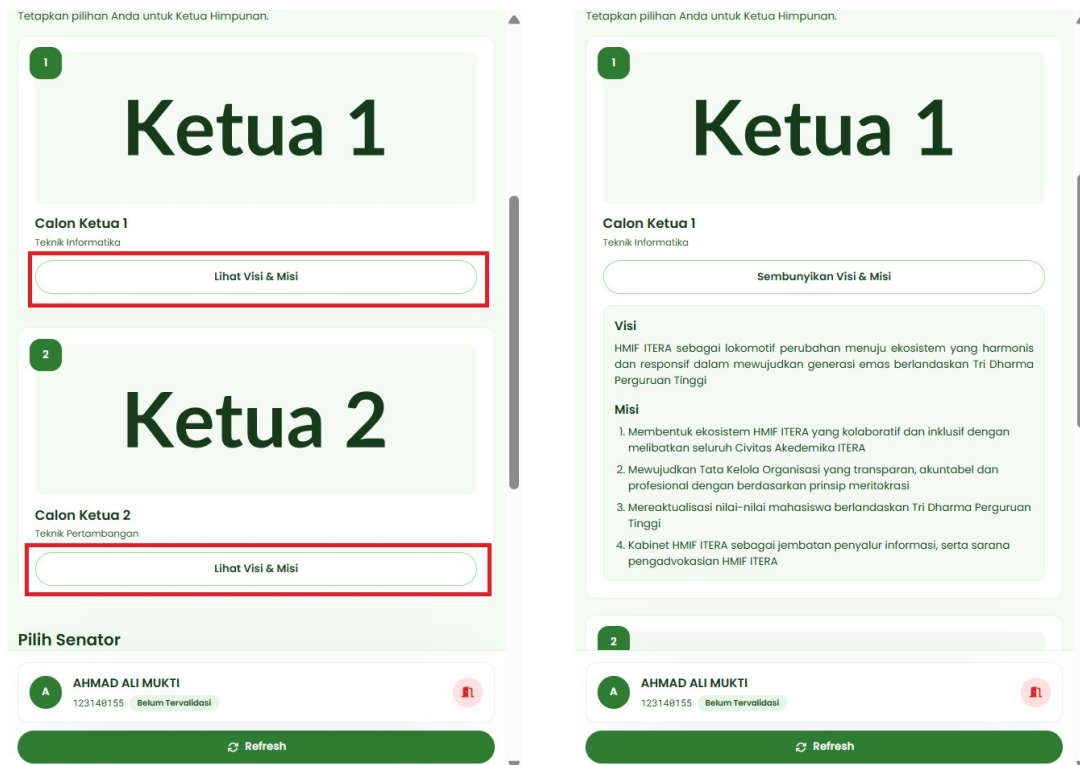 Tetapkan pilihan Anda untuk Ketua Himpunan.
1
Ketua 1
Calon Ketua 1
Teknik Informatika
Lihat Visi & Misi
2
Ketua 2
Calon Ketua 2
Teknik Pertambangan
Lihat Visi & Misi
Pilih Senator
A
AHMAD ALI MUKTI
123140155 Belum Tervalidasi
Refresh
Tetapkan pilihan Anda untuk Ketua Himpunan.
1
Ketua 1
Calon Ketua 1
Teknik Informatika
Sembunyikan Visi & Misi
Visi
HMIF ITERA sebagai lokomotif perubahan menuju ekosistem yang harmonis
dan responsif dalam mewujudkan generasi emas berlandaskan Tri Dharma
Perguruan Tinggi
Misi
1. Membentuk ekosistem HMIF ITERA yang kolaboratif dan inklusif dengan
melibatkan seluruh Civitas Akedemika ITERA
2. Mewujudkan Tata Kelola Organisasi yang transparan, akuntabel dan
profesional dengan berdasarkan prinsip meritokrasi
3. Mereaktualisasi nilai-nilai mahasiswa berlandaskan Tri Dharma Perguruan
Tinggi
4. Kabinet HMIF ITERA sebagai jembatan penyalur informasi, serta sarana
pengadvokasian HMIF ITERA
2
A
AHMAD ALI MUKTI
123140155 Belum Tervalidasi
Refresh